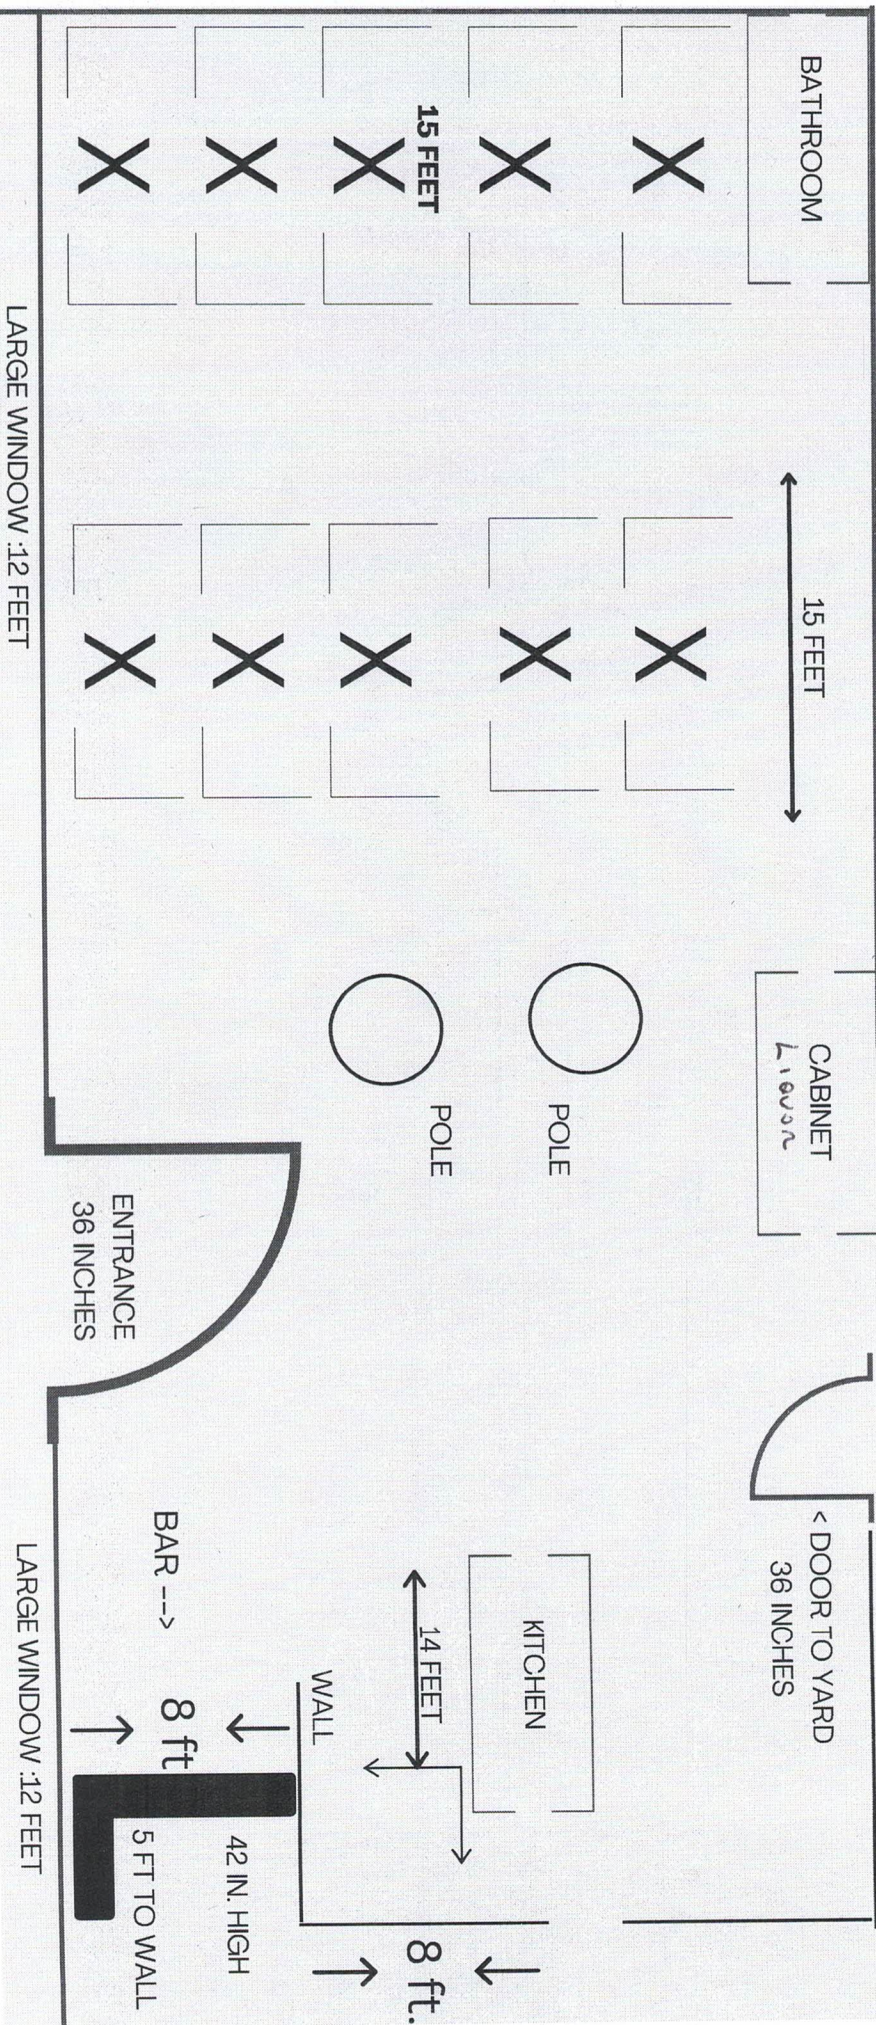 BATHROOM
15 FEET
15 FEET
LARGE WINDOW :12 FEET
CABINET
Liquor
POLE
POLE
ENTRANCE
36 INCHES
< DOOR TO YARD
36 INCHES
KITCHEN
14 FEET
WALL
BAR -->
8 ft
42 IN. HIGH
5 FT TO WALL
8 ft.
LARGE WINDOW :12 FEET